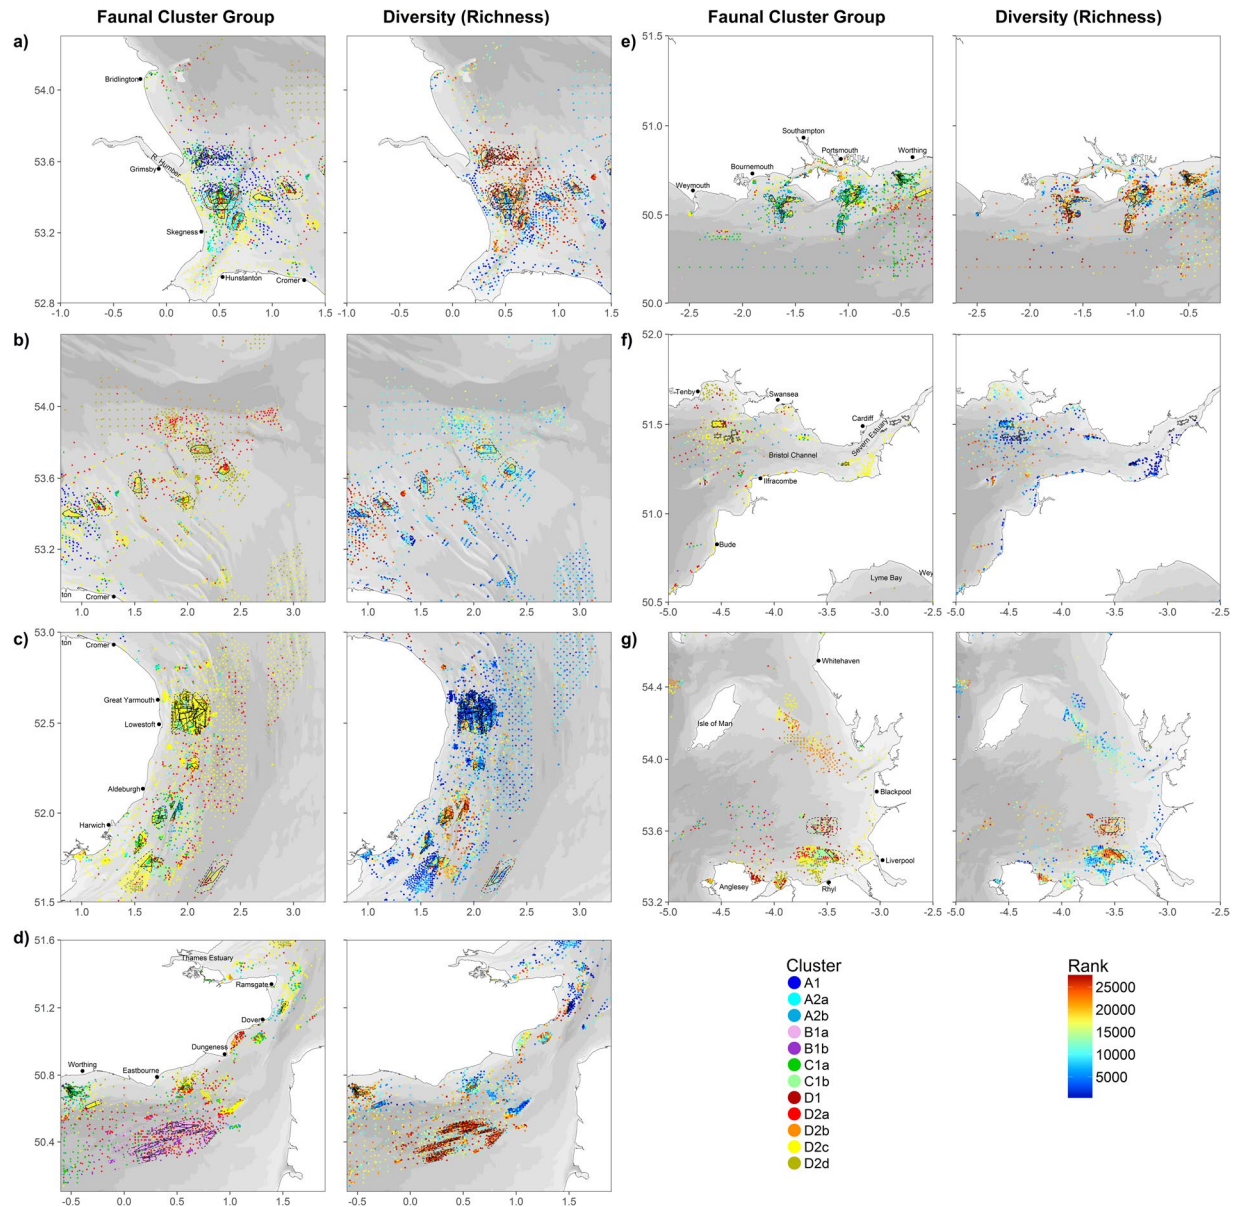 Faunal Cluster Group
Diversity (Richness)
Faunal Cluster Group
Diversity (Richness)
a)
54.0
53.6
53.2
52.8
Bridlington
R. Humber
Grimsby
Skegness
Hunstanton
Cromer
-1.0 -0.5 0.0 0.5 1.0 1.5
-1.0 -0.5 0.0 0.5 1.0 1.5
b)
54.0
53.6
53.2
ton
Cromer
1.0 1.5 2.0 2.5 3.0
1.0 1.5 2.0 2.5 3.0
c)
53.0
52.5
52.0
51.5
ton
Cromer
Great Yarmouth
Lowestoft
Aldeburgh
Harwich
1.0 1.5 2.0 2.5 3.0
1.0 1.5 2.0 2.5 3.0
d)
51.6
51.2
50.8
50.4
Thames Estuary
Ramsgate
Dover
Dungeness
Worthing
Eastbourne
-0.5 0.0 0.5 1.0 1.5
-0.5 0.0 0.5 1.0 1.5
e)
51.5
51.0
50.5
50.0
Southampton
Portsmouth
Worthing
Bournemouth
Weymouth
-2.5 -2.0 -1.5 -1.0 -0.5
-2.5 -2.0 -1.5 -1.0 -0.5
f)
52.0
51.5
51.0
50.5
Tenby
Swansea
Cardiff
Severn Estuary
Bristol Channel
Ilfracombe
Bude
Lyme Bay
Wey
-5.0 -4.5 -4.0 -3.5 -3.0 -2.5
-5.0 -4.5 -4.0 -3.5 -3.0 -2.5
g)
54.4
54.0
53.6
53.2
Whitehaven
Isle of Man
Blackpool
Liverpool
Anglesey
Rhyl
-5.0 -4.5 -4.0 -3.5 -3.0 -2.5
-5.0 -4.5 -4.0 -3.5 -3.0 -2.5
Cluster
A1
A2a
A2b
B1a
B1b
C1a
C1b
D1
D2a
D2b
D2c
D2d
Rank
25000
20000
15000
10000
5000